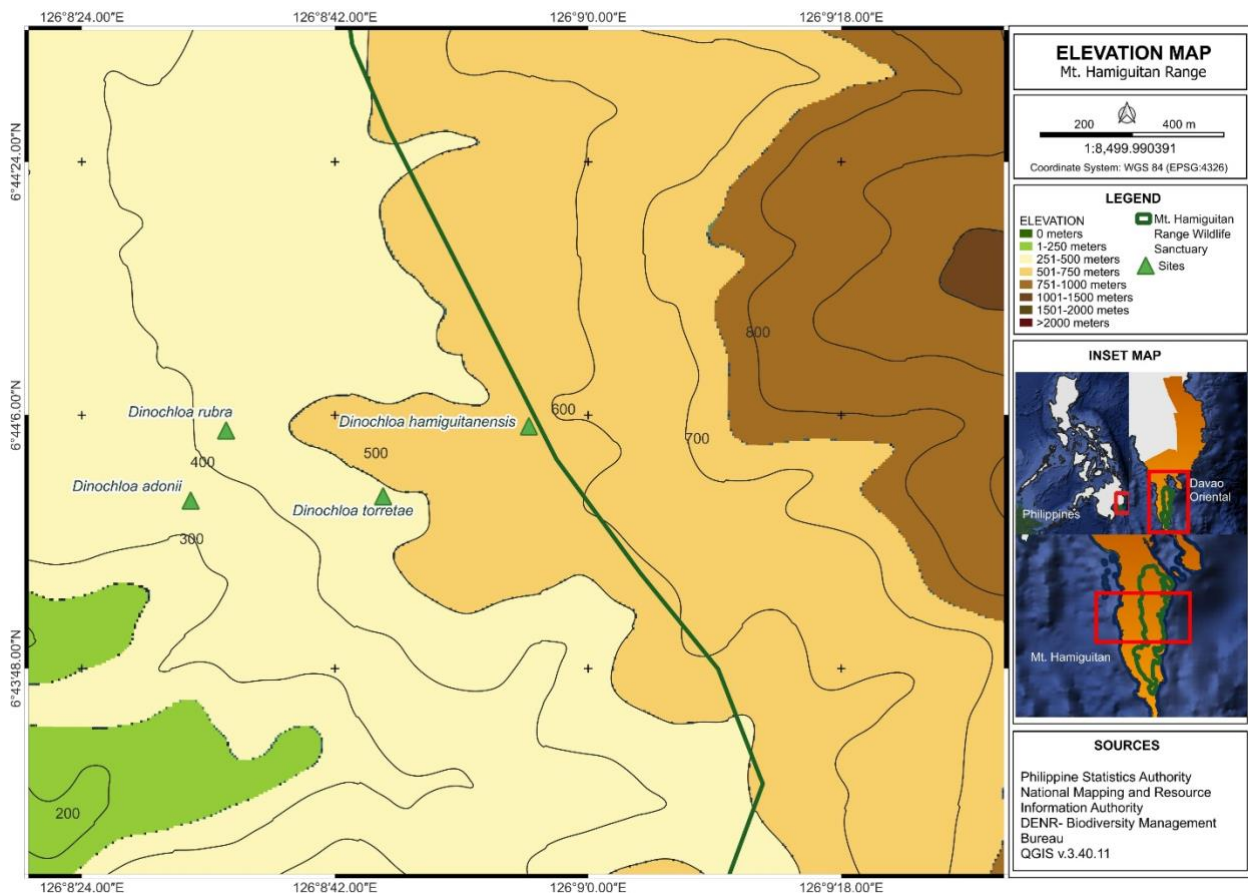 126°8'24.00"E 126°8'42.00"E 126°9'0.00"E 126°9'18.00"E
6°44'24.00"N
6°44'6.00"N
6°43'48.00"N
800
600
700
Dinochloa rubra
Dinochloa hamiguitanensis
400
500
Dinochloa adonii
Dinochloa torretae
300
200
126°8'24.00"E 126°8'42.00"E 126°9'0.00"E 126°9'18.00"E
ELEVATION MAP
Mt. Hamiguitan Range
200 400 m
1:8,499.990391
Coordinate System: WGS 84 (EPSG:4326)
LEGEND
ELEVATION
0 meters
1-250 meters
251-500 meters
501-750 meters
751-1000 meters
1001-1500 meters
1501-2000 metes
>2000 meters
Mt. Hamiguitan
Range Wildlife
Sanctuary
Sites
INSET MAP
Philippines
Davao
Oriental
Mt. Hamiguitan
SOURCES
Philippine Statistics Authority
National Mapping and Resource
Information Authority
DENR- Biodiversity Management
Bureau
QGIS v.3.40.11